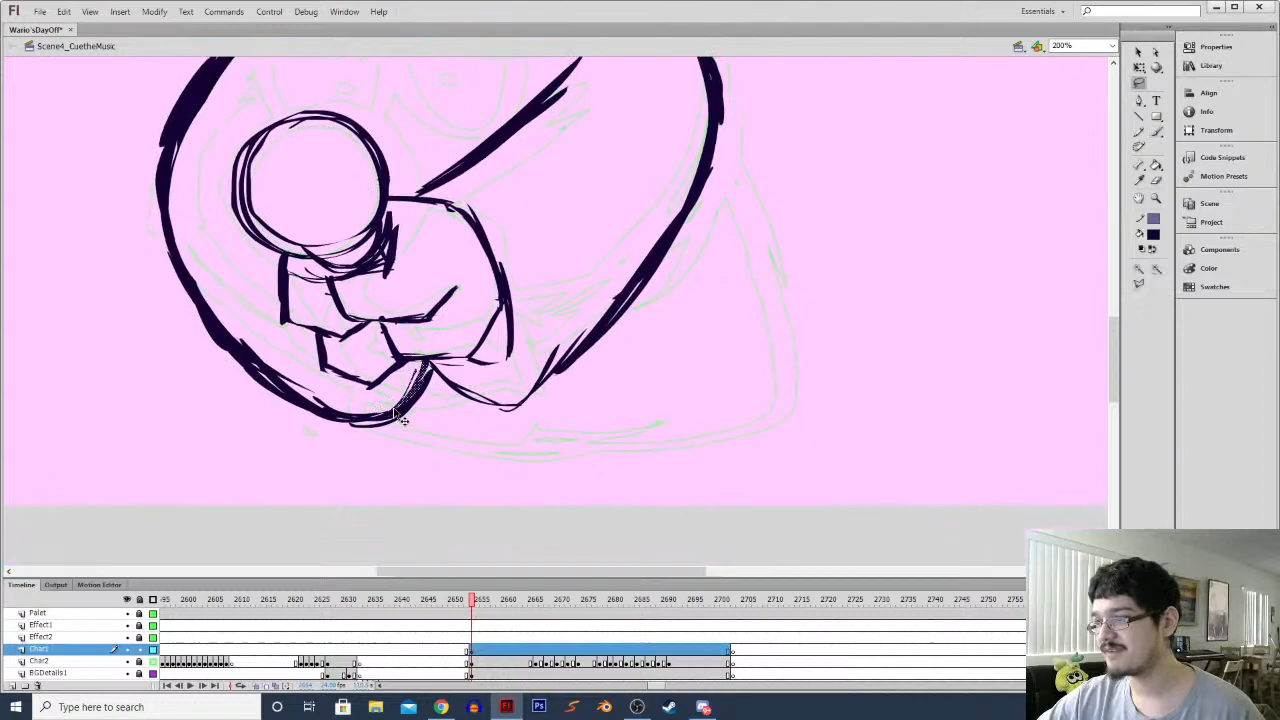 Fl File Edit View Insert Modify Text Commands Control Debug Window Help Essentials
Wario'sDayOff* ×
Scene4_CuetheMusic 200%
Properties
Library
Align
Info
Transform
Code Snippets
Motion Presets
Scene
Project
Components
Color
Swatches
Timeline Output Motion Editor
2600 2605 2610 2615 2620 2625 2630 2635 2640 2645 2650 2655 2660 2665 2670 2675 2680 2685 2690 2695 2700 2705 2710 2715 2720 2725 2730 2735 2740 2745 2750 2755
Palet
Effect1
Effect2
Char1
Char2
BGDetails1
Type here to search